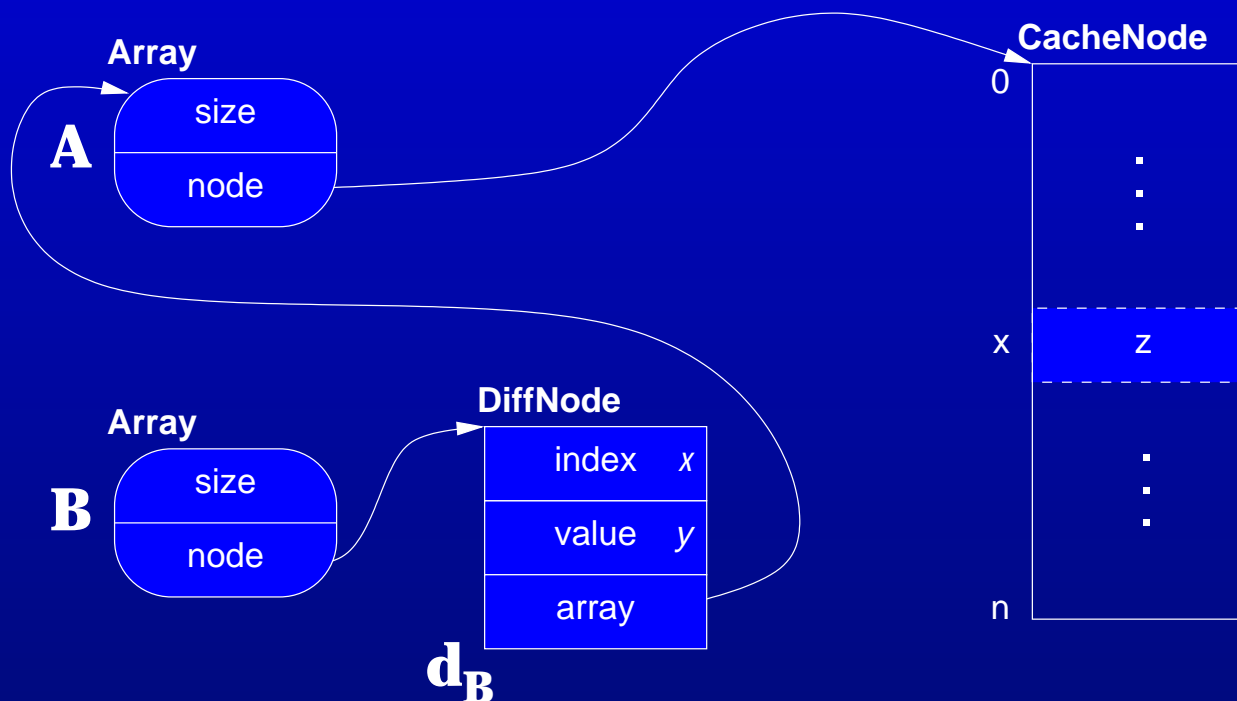 CacheNode
Array
0
size
A
node
x
z
DiffNode
Array
index x
size
B
value y
node
array
n
dB